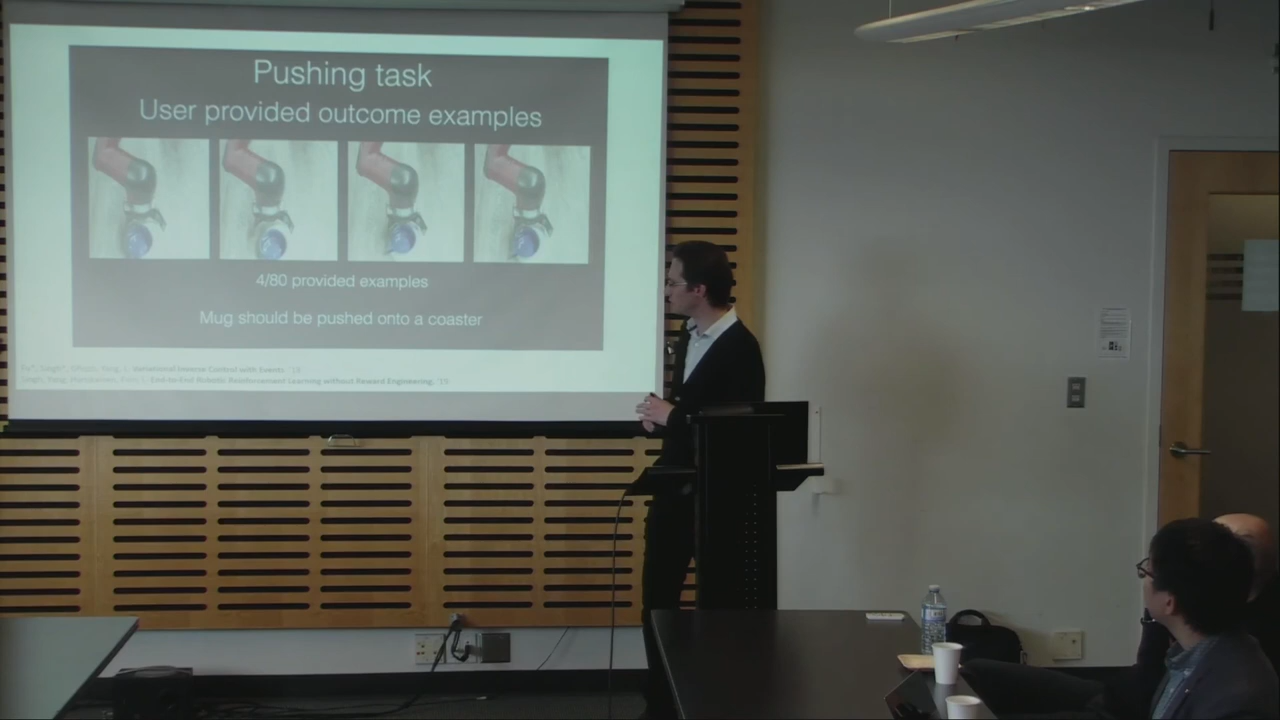 Pushing task
User provided outcome examples
4/80 provided examples
Mug should be pushed onto a coaster
Variational Inverse Control with Events
End-to-End Robotic Reinforcement Learning without Reward Engineering,